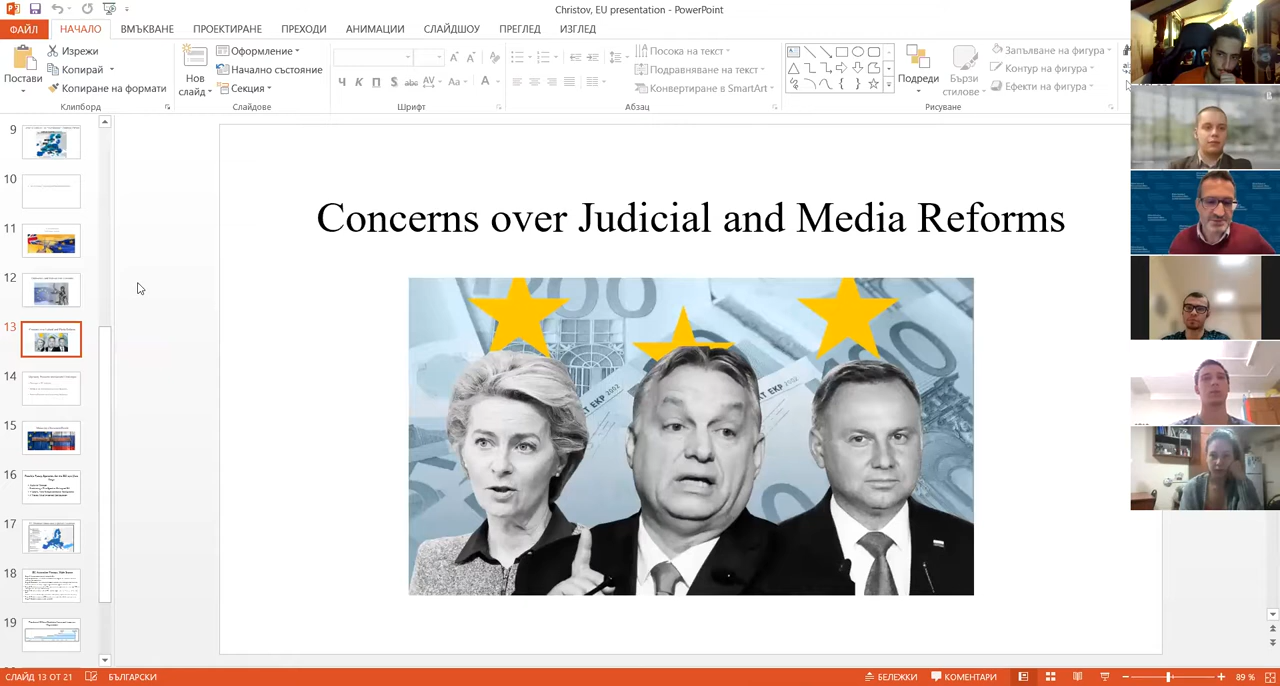 Christov, EU presentation - PowerPoint
ФАЙЛ НАЧАЛО ВМЪКВАНЕ ПРОЕКТИРАНЕ ПРЕХОДИ АНИМАЦИИ СЛАЙДШОУ ПРЕГЛЕД ИЗГЛЕД
Постави
Изрежи
Копирай
Копиране на формати
Клипборд
Нов слайд
Оформление
Начално състояние
Секция
Слайдове
Шрифт
Посока на текст
Подравняване на текст
Конвертиране в SmartArt
Абзац
Подреди
Бързи стилове
Запълване на фигура
Контур на фигура
Ефекти на фигура
Рисуване
9
10
11
12
13
14
15
16
17
18
19
Concerns over Judicial and Media Reforms
ЕКР 2002
СЛАЙД 13 ОТ 21 БЪЛГАРСКИ БЕЛЕЖКИ КОМЕНТАРИ 89 %